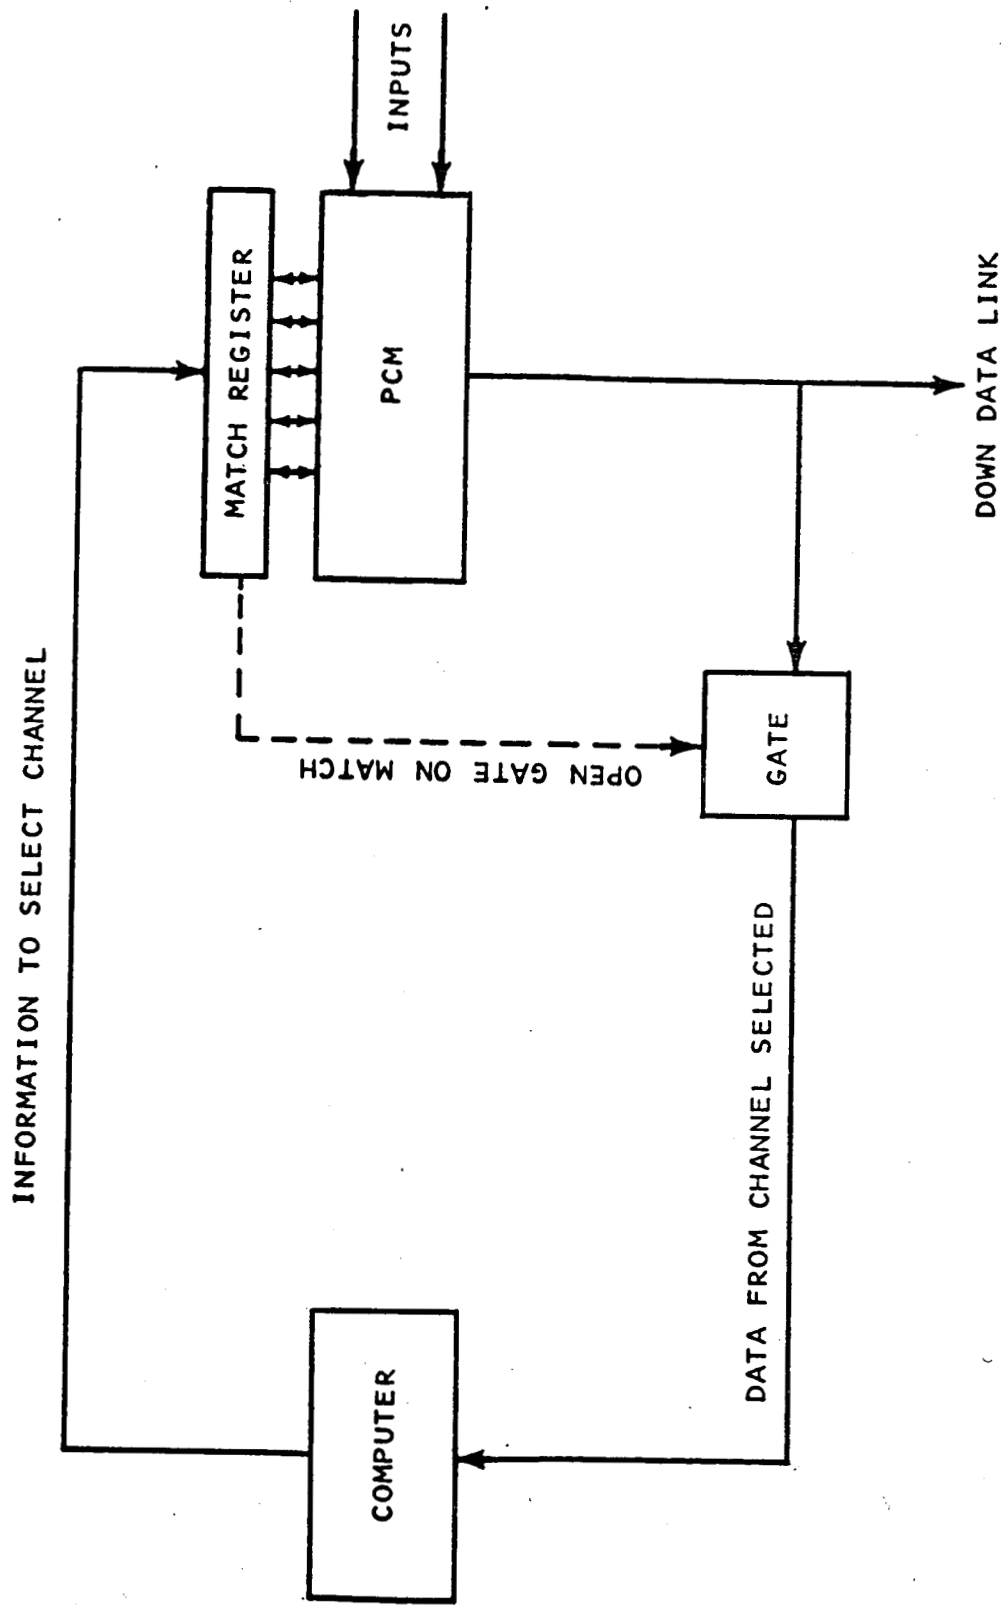 INFORMATION TO SELECT CHANNEL
MATCH REGISTER
INPUTS
PCM
OPEN GATE ON MATCH
COMPUTER
GATE
DATA FROM CHANNEL SELECTED
DOWN DATA LINK